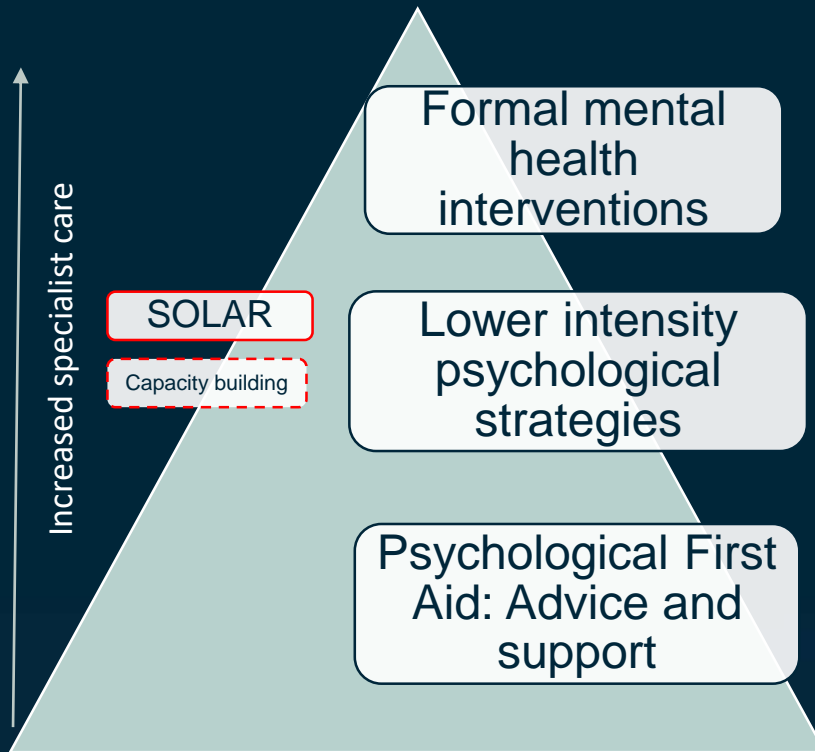 Formal mental
health
interventions
Increased specialist care
SOLAR
Capacity building
Lower intensity
psychological
strategies
Psychological First
Aid: Advice and
support